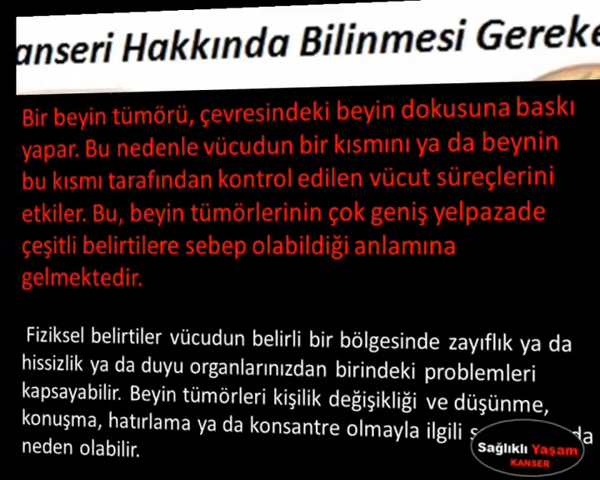 anseri Hakkında Bilinmesi Gereke
Bir beyin tümörü, çevresindeki beyin dokusuna baskı
yapar. Bu nedenle vücudun bir kısmını ya da beynin
bu kısmı tarafından kontrol edilen vücut süreçlerini
etkiler. Bu, beyin tümörlerinin çok geniş yelpazade
çeşitli belirtilere sebep olabildiği anlamına
gelmektedir.
Fiziksel belirtiler vücudun belirli bir bölgesinde zayıflık ya da
hissizlik ya da duyu organlarınızdan birindeki problemleri
kapsayabilir. Beyin tümörleri kişilik değişikliği ve düşünme,
konuşma, hatırlama ya da konsantre olmayla ilgili da
neden olabilir.
Sağlıklı Yaşam
KANSER